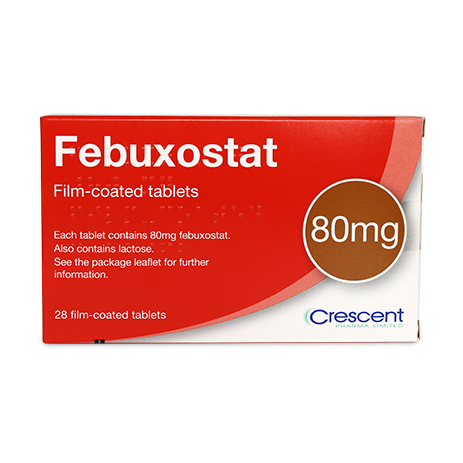 Febuxostat
Film-coated tablets
Each tablet contains 80mg febuxostat.
Also contains lactose.
See the package leaflet for further
information.
80mg
28 film-coated tablets
Crescent
PHARMA LIMITED